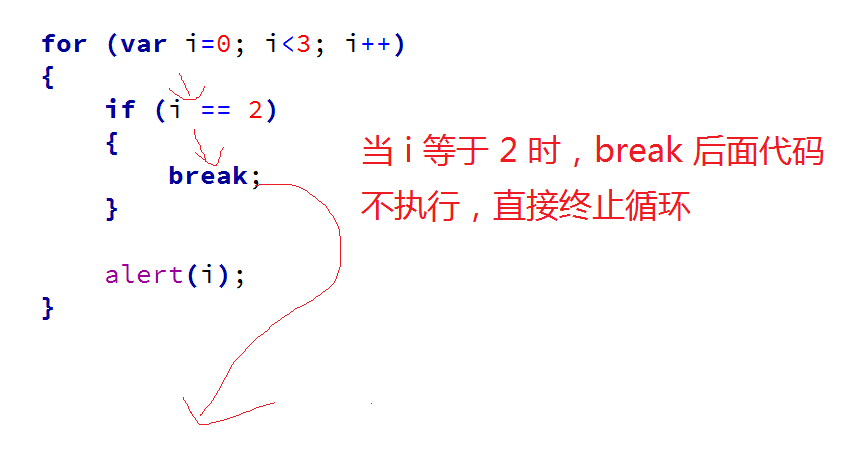 for (var i=0; i<3; i++)
{
if (i == 2)
{
break;
}
alert(i);
}
当 i 等于 2 时，break 后面代码
不执行，直接终止循环